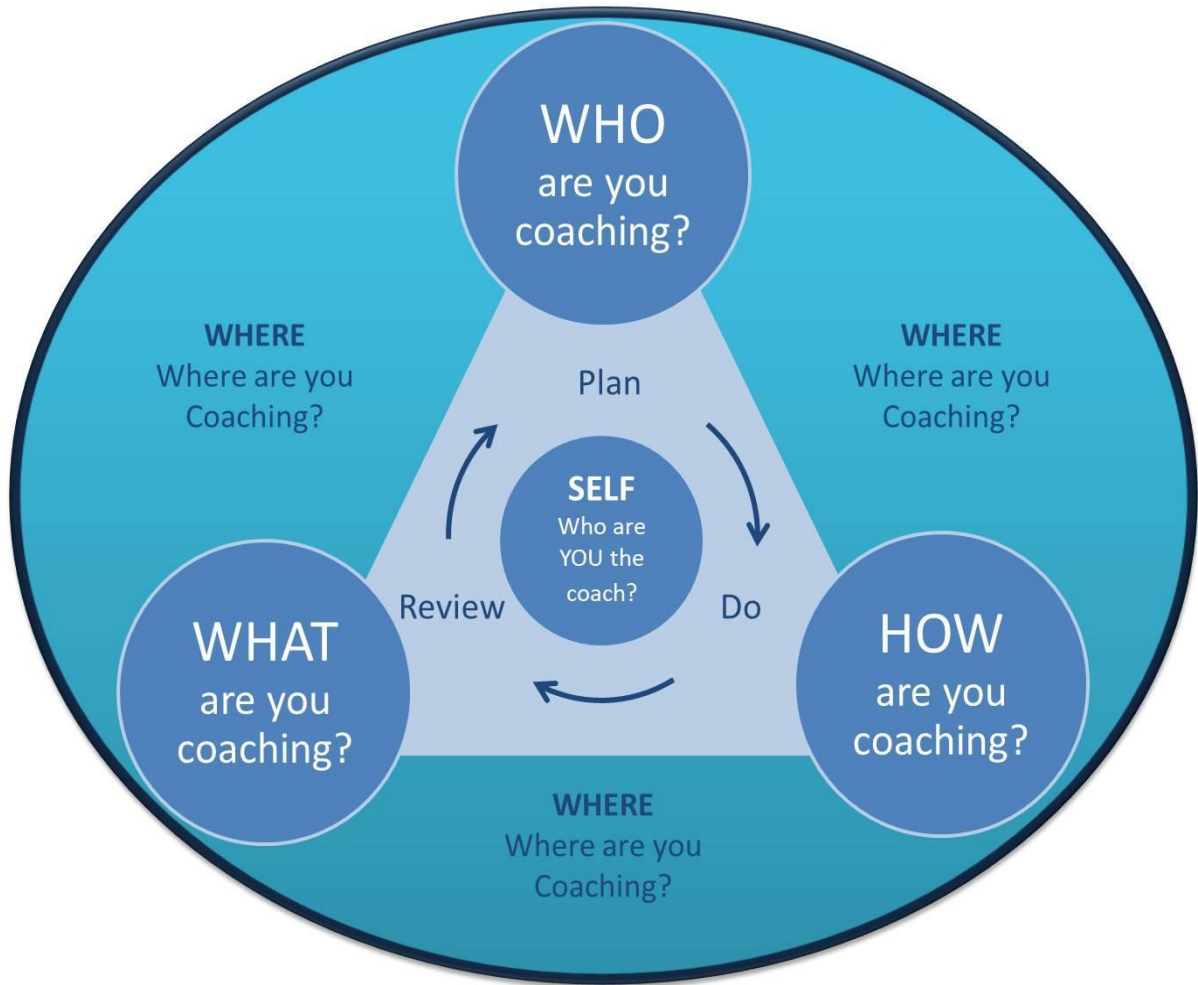 WHO
are you
coaching?
WHERE
Where are you
Coaching?
WHERE
Where are you
Coaching?
Plan
SELF
Who are
YOU the
coach?
Review
Do
WHAT
are you
coaching?
HOW
are you
coaching?
WHERE
Where are you
Coaching?